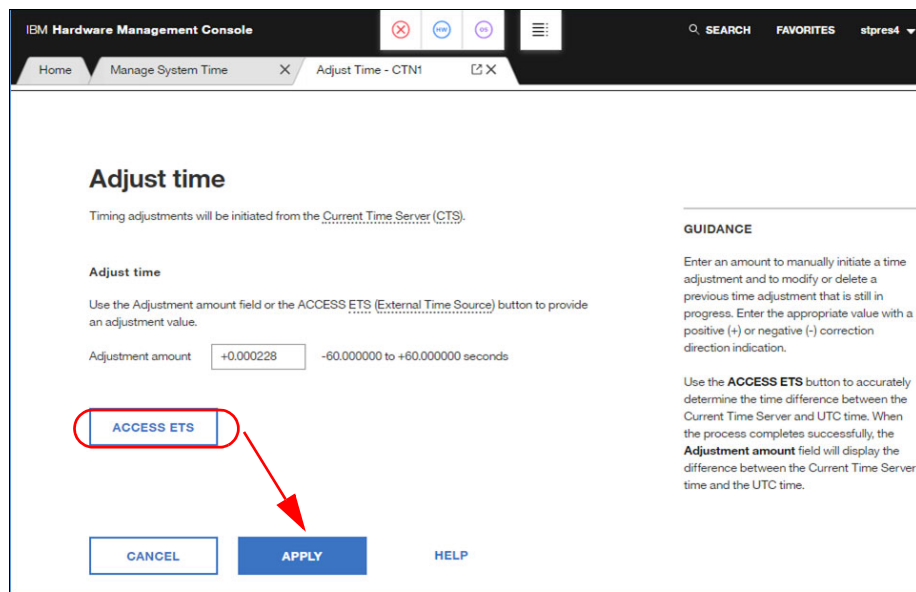 IBM Hardware Management Console
HW
OS
SEARCH
FAVORITES
stpres4
Home
Manage System Time
Adjust Time - CTN1
Adjust time
Timing adjustments will be initiated from the Current Time Server (CTS).
Adjust time
Use the Adjustment amount field or the ACCESS ETS (External Time Source) button to provide
an adjustment value.
Adjustment amount +0.000228 -60.000000 to +60.000000 seconds
ACCESS ETS
CANCEL
APPLY
HELP
GUIDANCE
Enter an amount to manually initiate a time
adjustment and to modify or delete a
previous time adjustment that is still in
progress. Enter the appropriate value with a
positive (+) or negative (-) correction
direction indication.
Use the ACCESS ETS button to accurately
determine the time difference between the
Current Time Server and UTC time. When
the process completes successfully, the
Adjustment amount field will display the
difference between the Current Time Server
time and the UTC time.